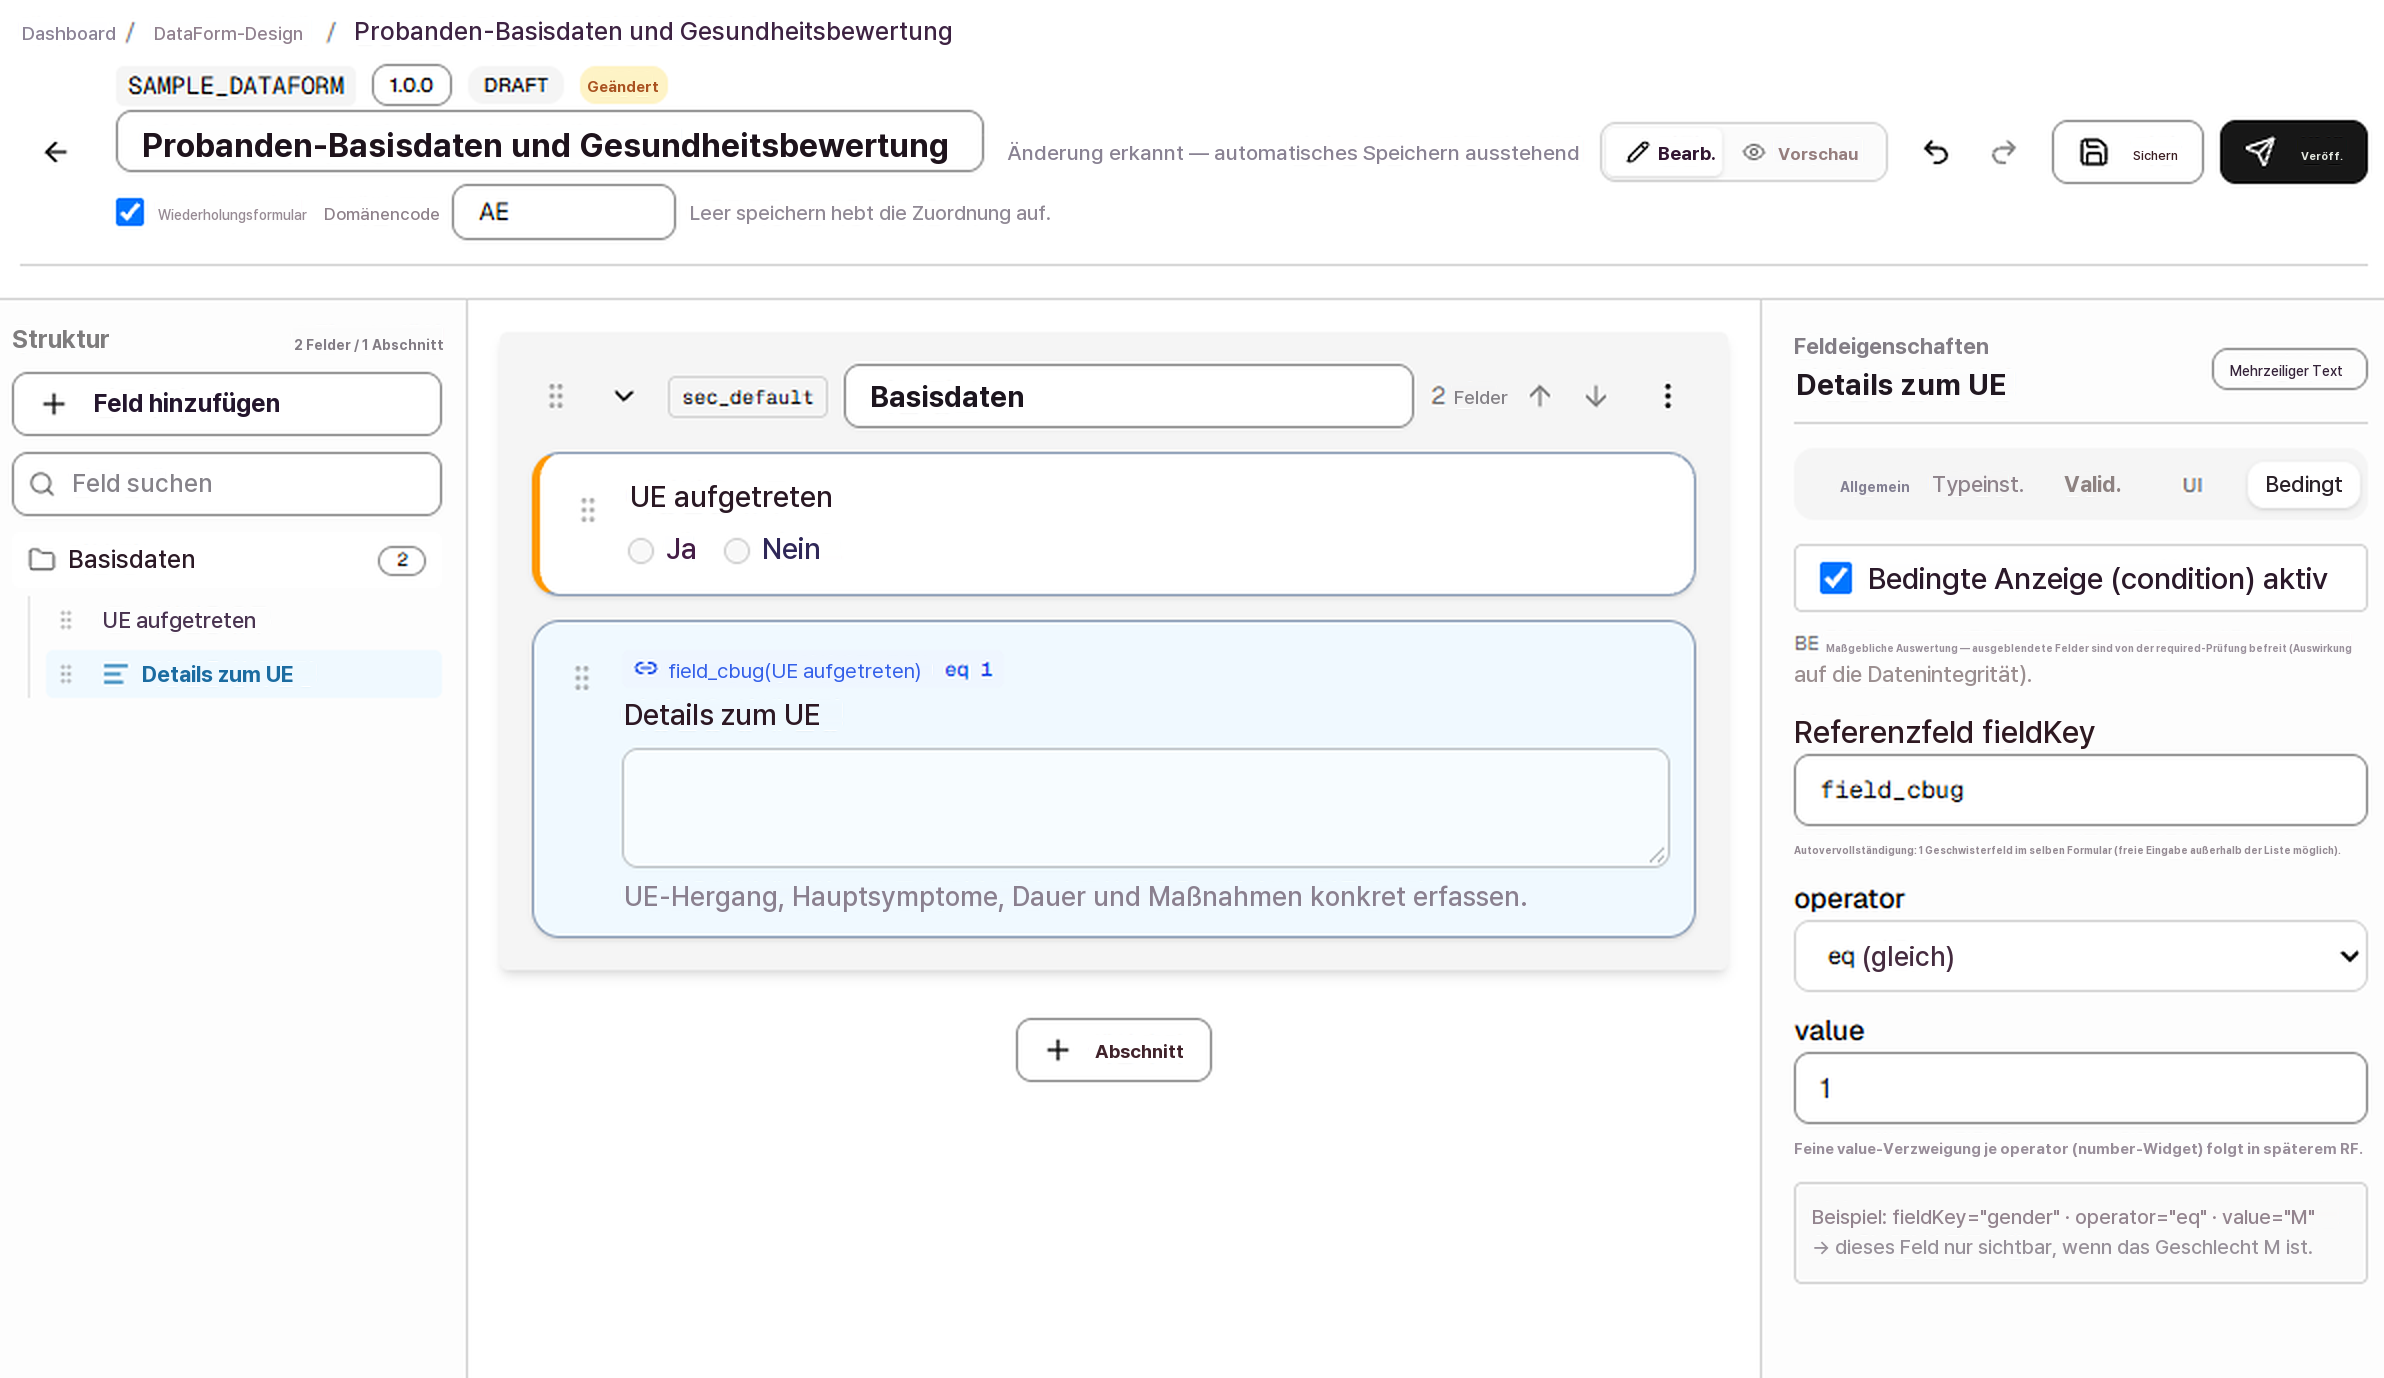 Dashboard / DataForm-Design / Probanden-Basisdaten und Gesundheitsbewertung
SAMPLE_DATAFORM 1.0.0 DRAFT Geändert
Probanden-Basisdaten und Gesundheitsbewertung
Änderung erkannt — automatisches Speichern ausstehend
Bearb. Vorschau
Sichern
Veröff.
Wiederholungsformular Domänencode AE Leer speichern hebt die Zuordnung auf.
Struktur 2 Felder / 1 Abschnitt
Feld hinzufügen
Feld suchen
Basisdaten 2
UE aufgetreten
Details zum UE
sec_default Basisdaten 2 Felder
UE aufgetreten
Ja Nein
field_cbug(UE aufgetreten) eq 1
Details zum UE
UE-Hergang, Hauptsymptome, Dauer und Maßnahmen konkret erfassen.
Abschnitt
Feldeigenschaften
Details zum UE
Mehrzeiliger Text
Allgemein Typeinst. Valid. UI Bedingt
Bedingte Anzeige (condition) aktiv
BE Maßgebliche Auswertung — ausgeblendete Felder sind von der required-Prüfung befreit (Auswirkung
auf die Datenintegrität).
Referenzfeld fieldKey
field_cbug
Autovervollständigung: 1 Geschwisterfeld im selben Formular (freie Eingabe außerhalb der Liste möglich).
operator
eq (gleich)
value
1
Feine value-Verzweigung je operator (number-Widget) folgt in späterem RF.
Beispiel: fieldKey="gender" · operator="eq" · value="M"
→ dieses Feld nur sichtbar, wenn das Geschlecht M ist.